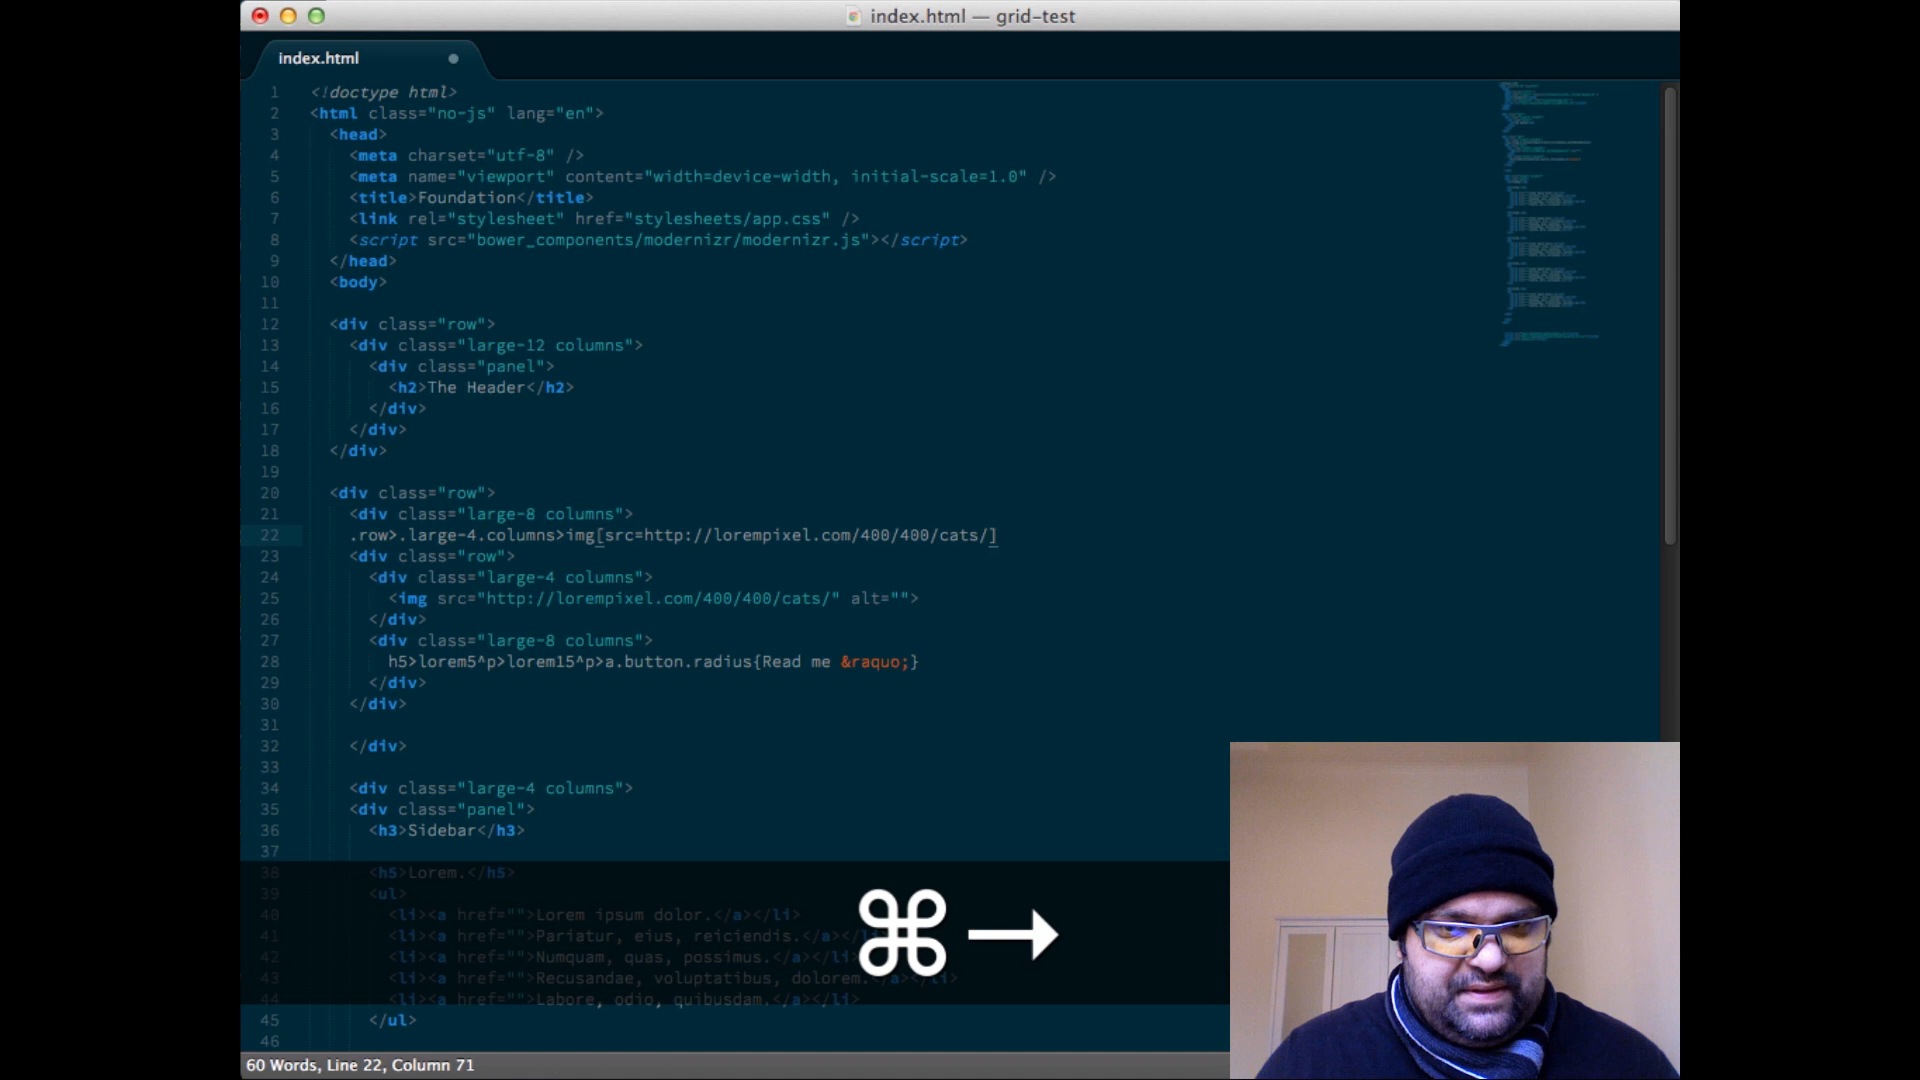 index.html — grid-test
index.html
1 <!doctype html>
2 <html class="no-js" lang="en">
3 <head>
4 <meta charset="utf-8" />
5 <meta name="viewport" content="width=device-width, initial-scale=1.0" />
6 <title>Foundation</title>
7 <link rel="stylesheet" href="stylesheets/app.css" />
8 <script src="bower_components/modernizr/modernizr.js"></script>
9 </head>
10 <body>
11
12 <div class="row">
13 <div class="large-12 columns">
14 <div class="panel">
15 <h2>The Header</h2>
16 </div>
17 </div>
18 </div>
19
20 <div class="row">
21 <div class="large-8 columns">
22 .row>.large-4.columns>img[src=http://lorempixel.com/400/400/cats/]
23 <div class="row">
24 <div class="large-4 columns">
25 <img src="http://lorempixel.com/400/400/cats/" alt="">
26 </div>
27 <div class="large-8 columns">
28 h5>lorem5^p>lorem15^p>a.button.radius{Read me &raquo;}
29 </div>
30 </div>
31
32 </div>
33
34 <div class="large-4 columns">
35 <div class="panel">
36 <h3>Sidebar</h3>
37
38 <h5>Lorem.</h5>
39 <ul>
40 <li><a href="">Lorem ipsum dolor.</a></li>
41 <li><a href="">Pariatur, eius, reiciendis.</a></li>
42 <li><a href="">Numquam, quas, possimus.</a></li>
43 <li><a href="">Recusandae, voluptatibus, dolorem.</a></li>
44 <li><a href="">Labore, odio, quibusdam.</a></li>
45 </ul>
46
⌘→
60 Words, Line 22, Column 71